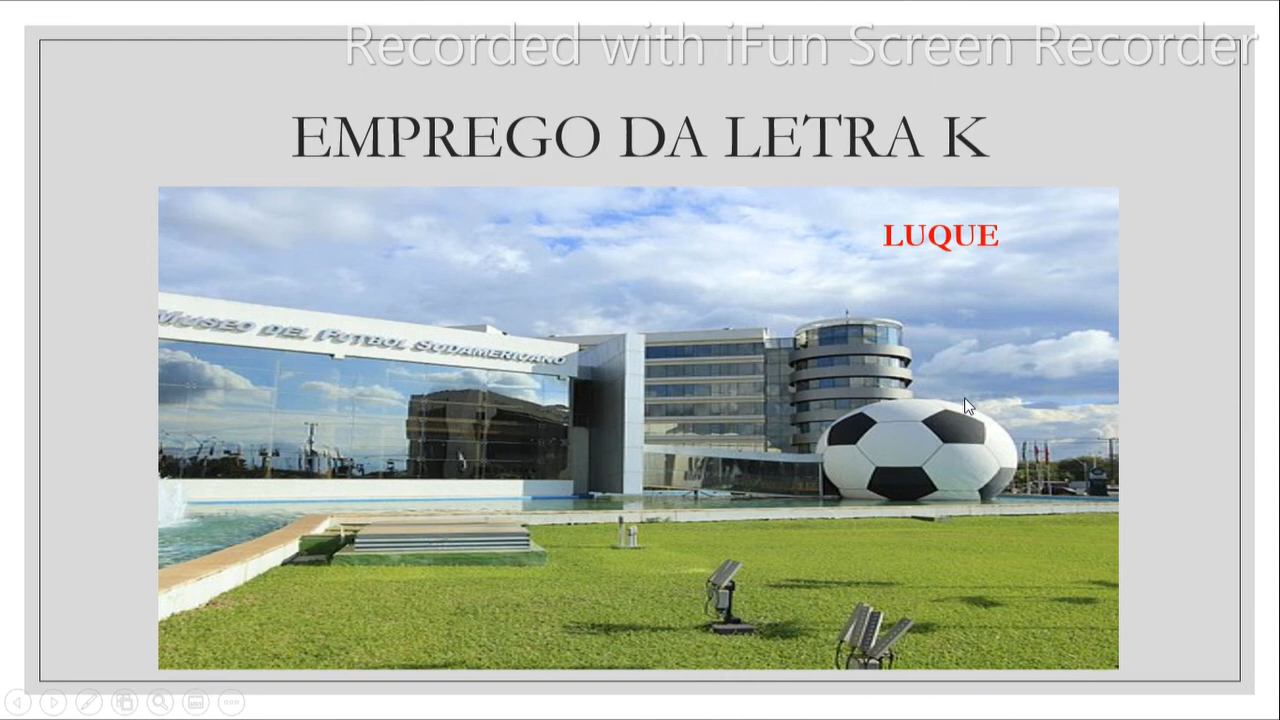 Recorded with iFun Screen Recorder
EMPREGO DA LETRA K
LUQUE
MUSEO DEL FUTBOL SUDAMERICANO